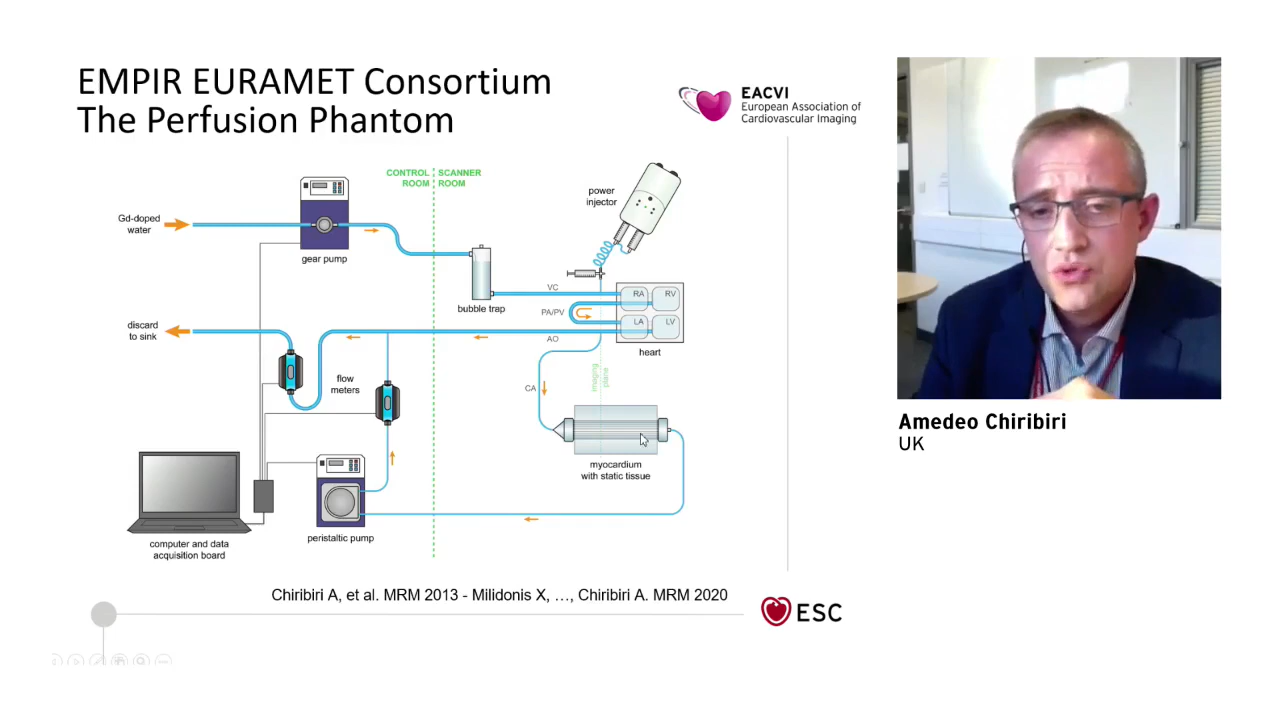 EMPIR EURAMET Consortium
The Perfusion Phantom
EACVI
European Association of
Cardiovascular Imaging
CONTROL
ROOM
SCANNER
ROOM
power
injector
Gd-doped
water
gear pump
bubble trap
VC
RA
RV
PA/PV
LA
LV
AO
heart
discard
to sink
flow
meters
imaging
plane
CA
myocardium
with static tissue
peristaltic pump
computer and data
acquisition board
Chiribiri A, et al. MRM 2013 - Milidonis X, …, Chiribiri A. MRM 2020
ESC
Amedeo Chiribiri
UK